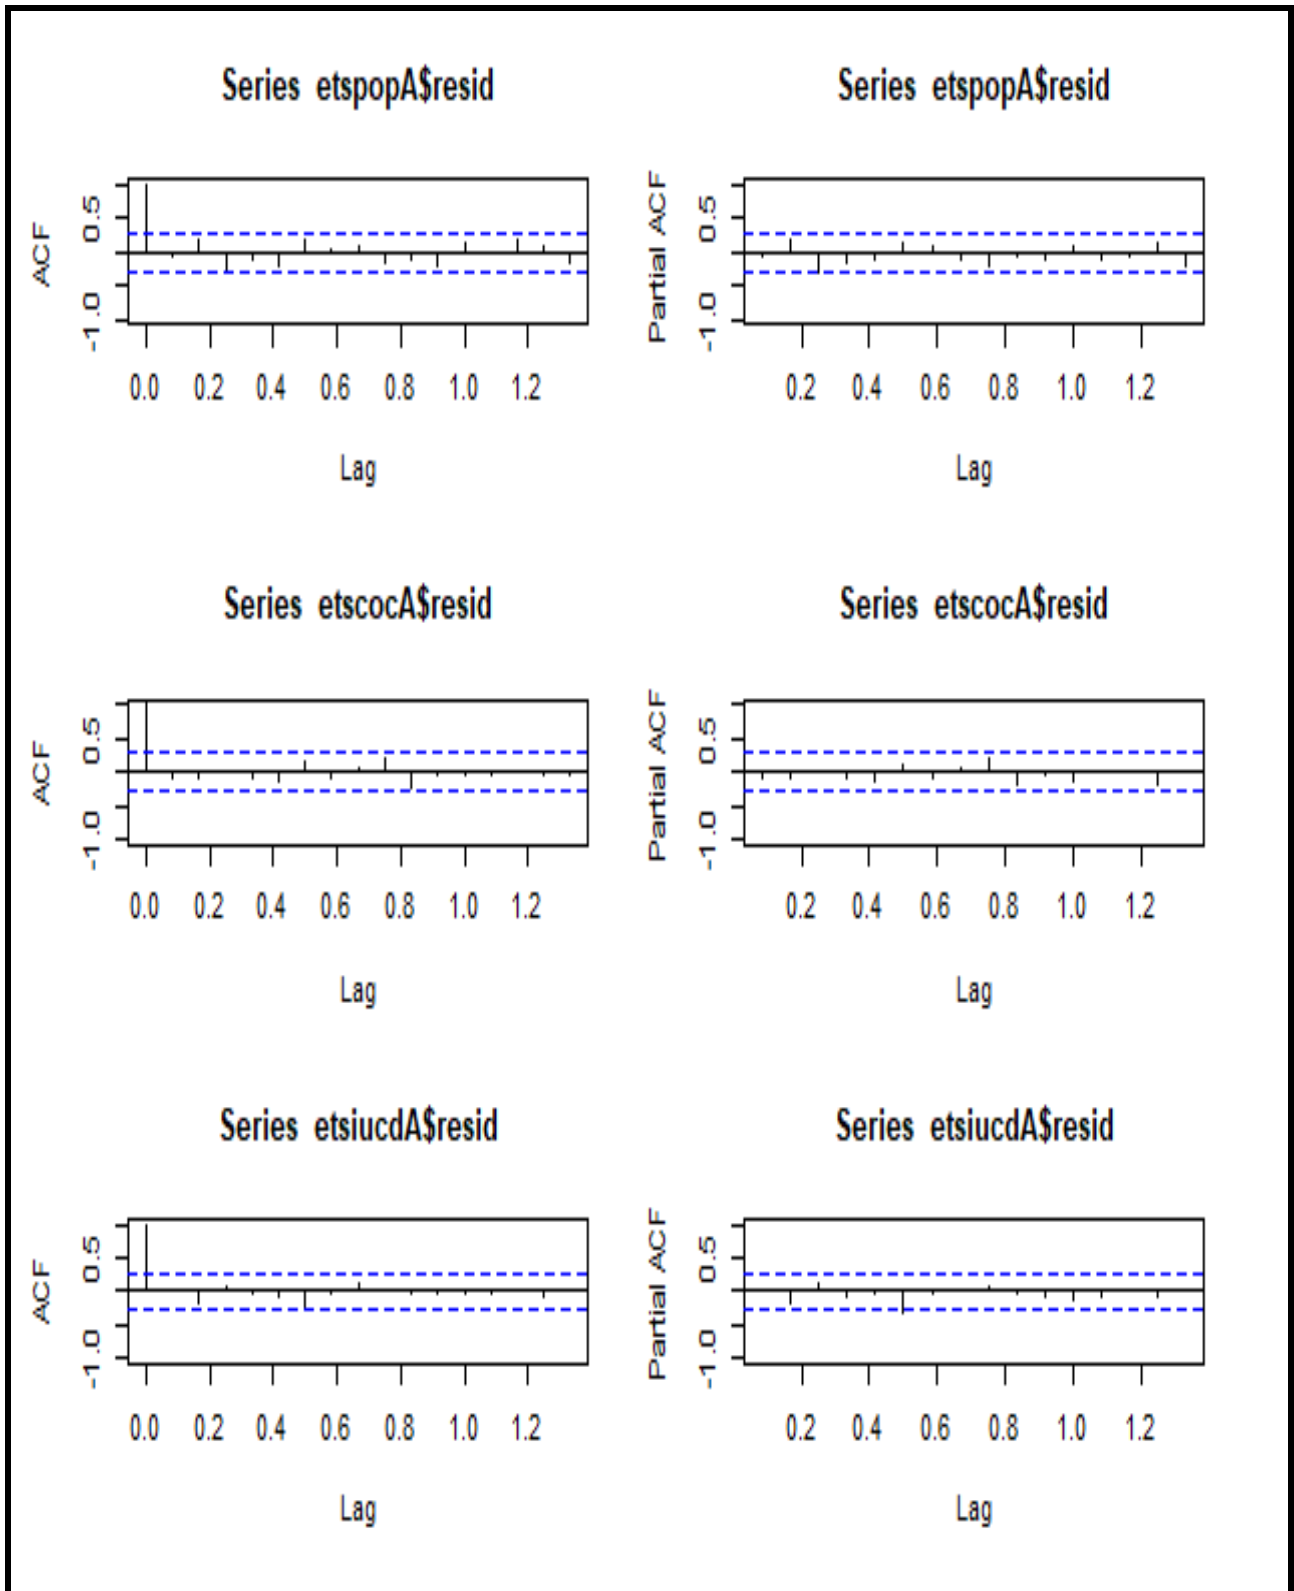 Series etspopA$resid
ACF
0.5
-1.0
0.0 0.2 0.4 0.6 0.8 1.0 1.2
Lag
Series etspopA$resid
Partial ACF
0.5
-1.0
0.2 0.4 0.6 0.8 1.0 1.2
Lag
Series etscocA$resid
ACF
0.5
-1.0
0.0 0.2 0.4 0.6 0.8 1.0 1.2
Lag
Series etscocA$resid
Partial ACF
0.5
-1.0
0.2 0.4 0.6 0.8 1.0 1.2
Lag
Series etsiucdA$resid
ACF
0.5
-1.0
0.0 0.2 0.4 0.6 0.8 1.0 1.2
Lag
Series etsiucdA$resid
Partial ACF
0.5
-1.0
0.2 0.4 0.6 0.8 1.0 1.2
Lag